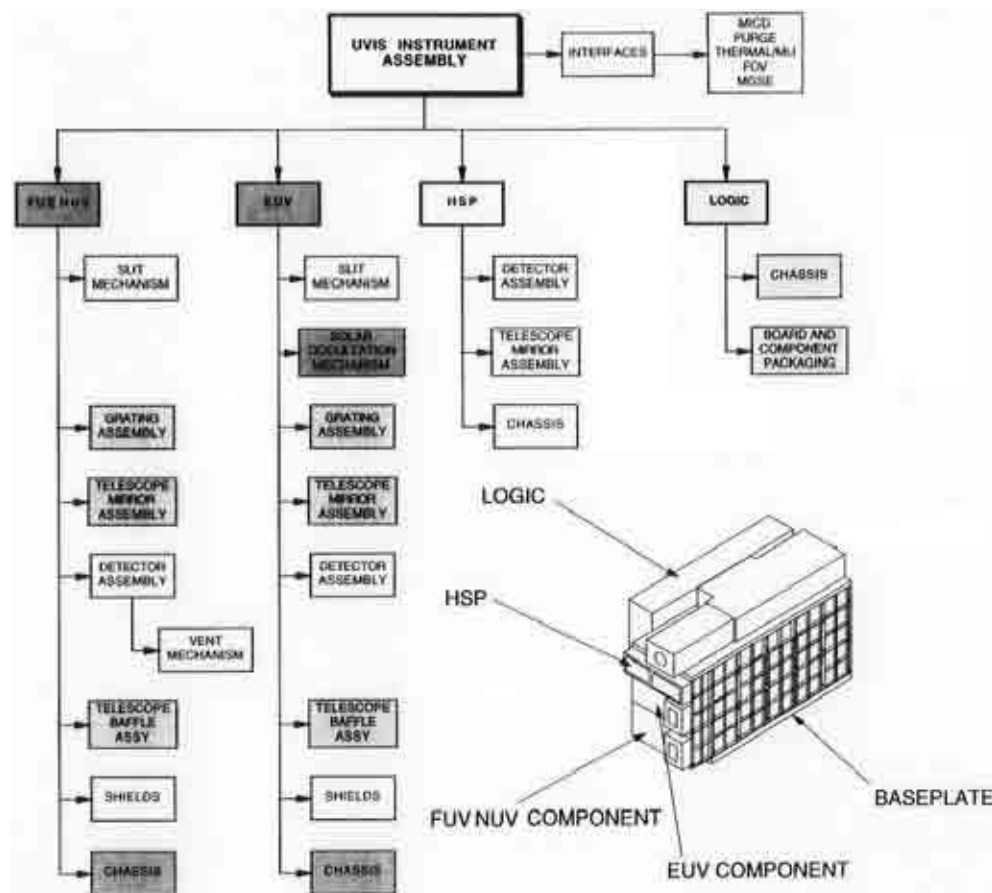 UVIS INSTRUMENT
ASSEMBLY
INTERFACES
MICD
PURGE
THERMAL/MLI
FOV
MGSE
EUV
HSP
LOGIC
SLIT
MECHANISM
SLIT
MECHANISM
DETECTOR
ASSEMBLY
CHASSIS
SOLAR
OCCULTATION
MECHANISM
TELESCOPE
MIRROR
ASSEMBLY
BOARD AND
COMPONENT
PACKAGING
GRATING
ASSEMBLY
GRATING
ASSEMBLY
CHASSIS
TELESCOPE
MIRROR
ASSEMBLY
TELESCOPE
MIRROR
ASSEMBLY
DETECTOR
ASSEMBLY
DETECTOR
ASSEMBLY
VENT
MECHANISM
TELESCOPE
BAFFLE
ASSY
TELESCOPE
BAFFLE
ASSY
SHIELDS
SHIELDS
CHASSIS
CHASSIS
LOGIC
HSP
FUV NUV COMPONENT
EUV COMPONENT
BASEPLATE